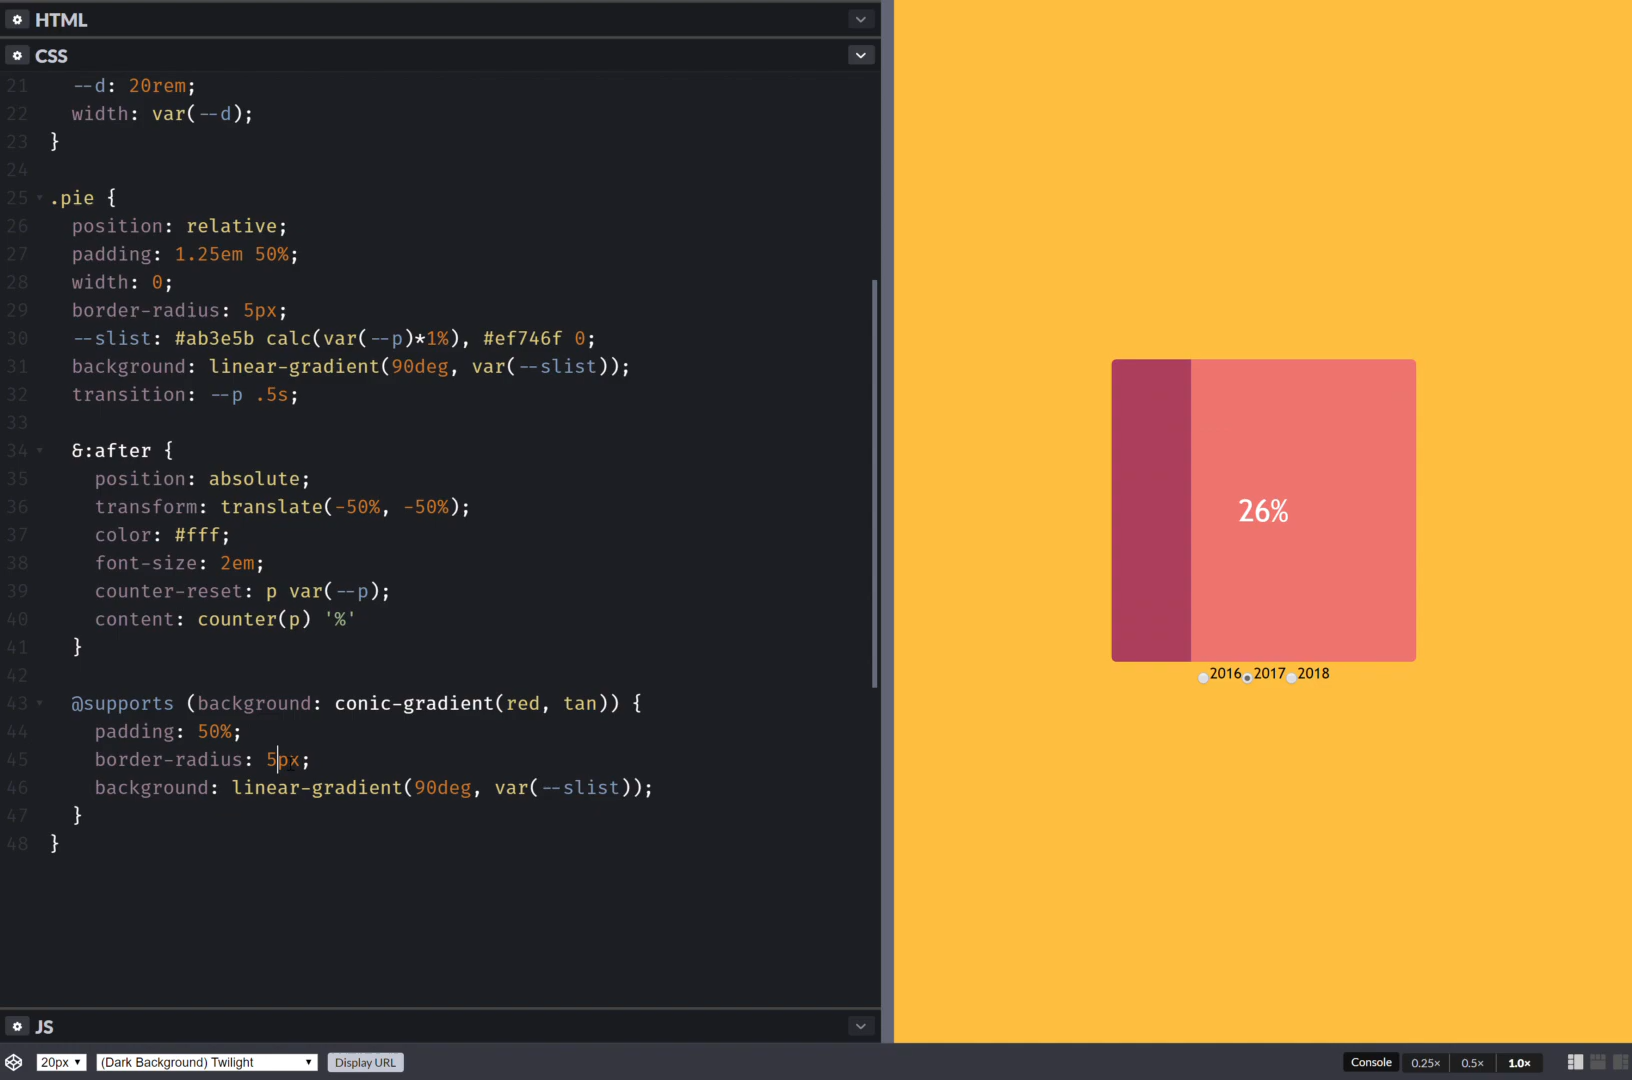 HTML
CSS
21 --d: 20rem;
22 width: var(--d);
23 }
24
25 .pie {
26 position: relative;
27 padding: 1.25em 50%;
28 width: 0;
29 border-radius: 5px;
30 --slist: #ab3e5b calc(var(--p)*1%), #ef746f 0;
31 background: linear-gradient(90deg, var(--slist));
32 transition: --p .5s;
33
34 &:after {
35 position: absolute;
36 transform: translate(-50%, -50%);
37 color: #fff;
38 font-size: 2em;
39 counter-reset: p var(--p);
40 content: counter(p) '%'
41 }
42
43 @supports (background: conic-gradient(red, tan)) {
44 padding: 50%;
45 border-radius: 5px;
46 background: linear-gradient(90deg, var(--slist));
47 }
48 }
26%
2016 2017 2018
JS
20px (Dark Background) Twilight Display URL
Console 0.25× 0.5× 1.0×